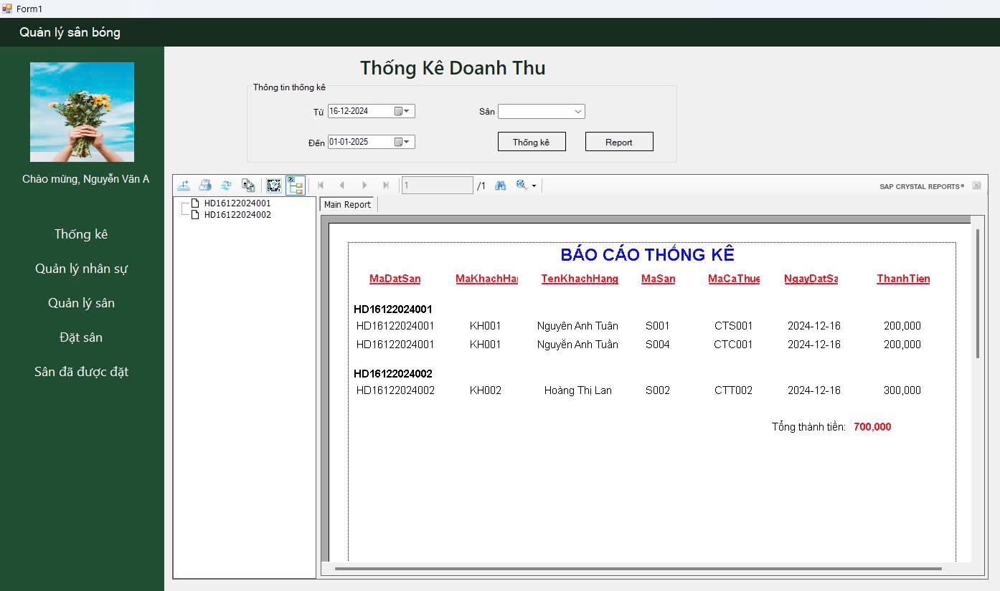 Form1
Quản lý sân bóng
Chào mừng, Nguyễn Văn A
Thống kê
Quản lý nhân sự
Quản lý sân
Đặt sân
Sân đã được đặt
Thống Kê Doanh Thu
Thông tin thống kê
Từ 16-12-2024 Sân
Đến 01-01-2025 Thống kê Report
1 /1 SAP CRYSTAL REPORTS®
HD16122024001
HD16122024002
Main Report
BÁO CÁO THỐNG KÊ
MaDatSan MaKhachHa TenKhachHang MaSan MaCaThue NgayDatSa ThanhTien
HD16122024001
HD16122024001 KH001 Nguyễn Anh Tuấn S001 CTS001 2024-12-16 200,000
HD16122024001 KH001 Nguyễn Anh Tuấn S004 CTC001 2024-12-16 200,000
HD16122024002
HD16122024002 KH002 Hoàng Thị Lan S002 CTT002 2024-12-16 300,000
Tổng thành tiền: 700,000